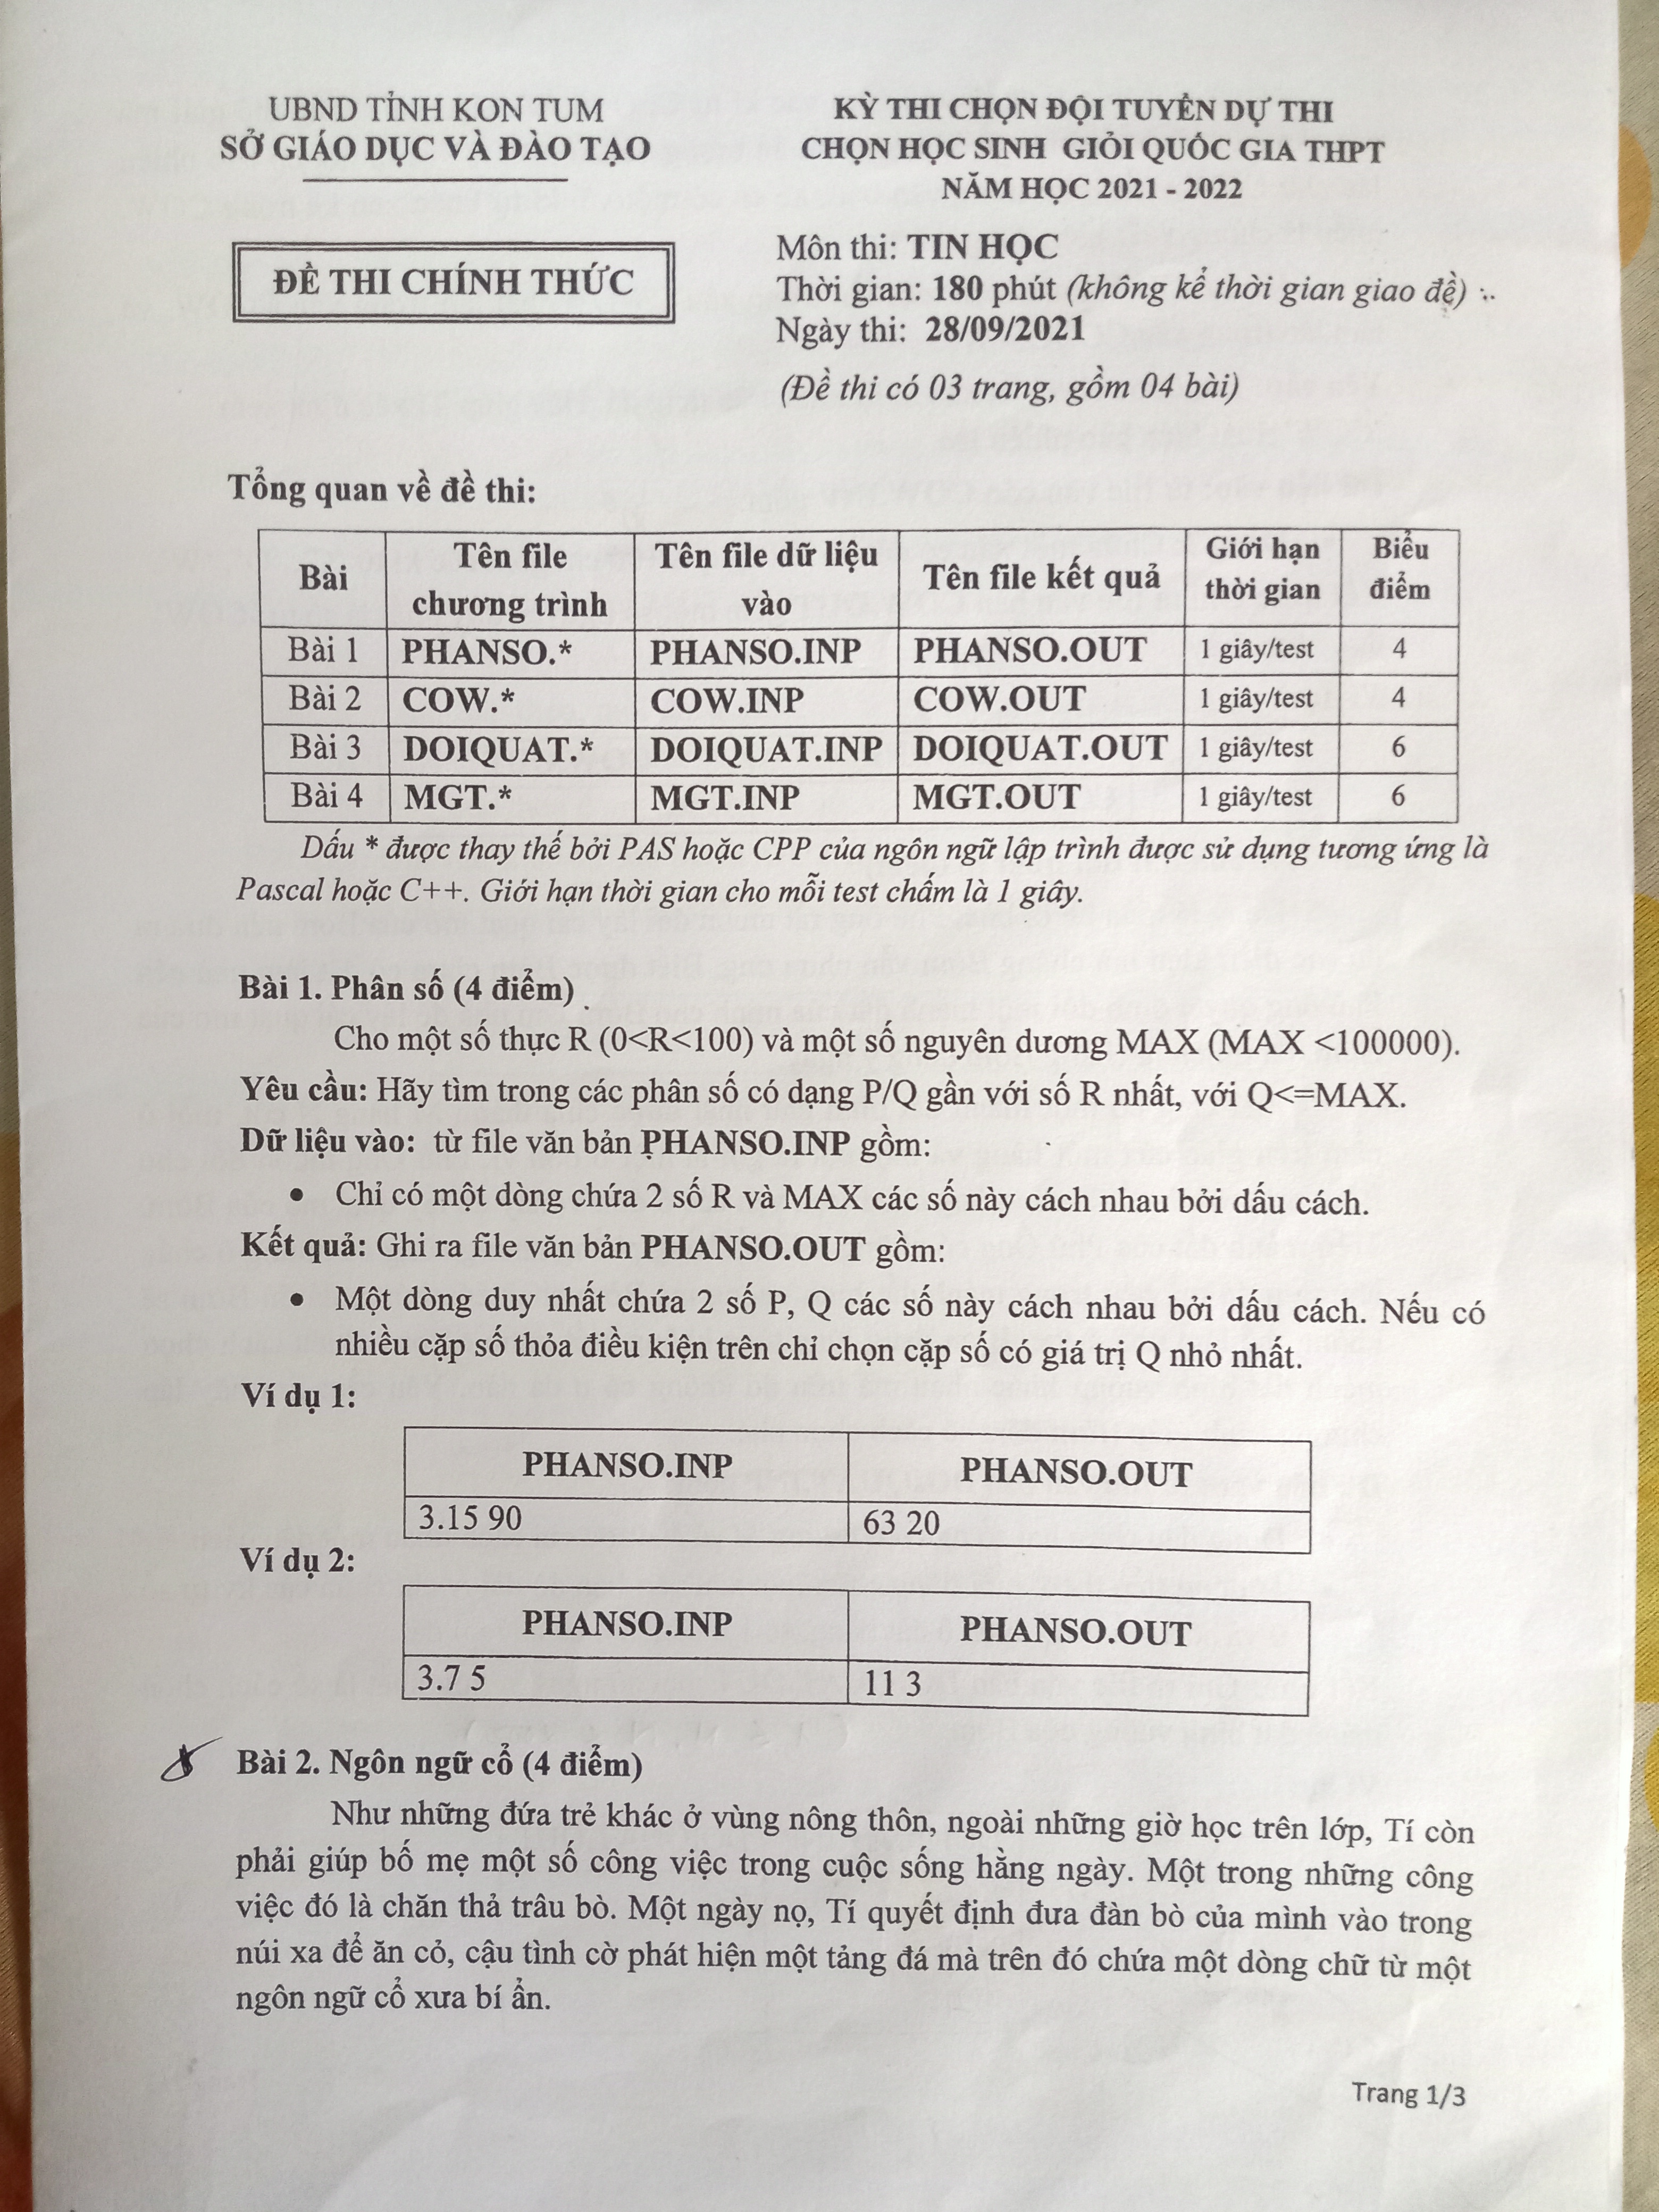 UBND TỈNH KON TUM
SỞ GIÁO DỤC VÀ ĐÀO TẠO
KỲ THI CHỌN ĐỘI TUYỂN DỰ THI
CHỌN HỌC SINH GIỎI QUỐC GIA THPT
NĂM HỌC 2021 - 2022
ĐỀ THI CHÍNH THỨC
Môn thi: TIN HỌC
Thời gian: 180 phút (không kể thời gian giao đề)
Ngày thi: 28/09/2021
(Đề thi có 03 trang, gồm 04 bài)
Tổng quan về đề thi:
Bài | Tên file chương trình | Tên file dữ liệu vào | Tên file kết quả | Giới hạn thời gian | Biểu điểm
Bài 1 | PHANSO.* | PHANSO.INP | PHANSO.OUT | 1 giây/test | 4
Bài 2 | COW.* | COW.INP | COW.OUT | 1 giây/test | 4
Bài 3 | DOIQUAT.* | DOIQUAT.INP | DOIQUAT.OUT | 1 giây/test | 6
Bài 4 | MGT.* | MGT.INP | MGT.OUT | 1 giây/test | 6
Dấu * được thay thế bởi PAS hoặc CPP của ngôn ngữ lập trình được sử dụng tương ứng là
Pascal hoặc C++. Giới hạn thời gian cho mỗi test chấm là 1 giây.
Bài 1. Phân số (4 điểm)
Cho một số thực R (0<R<100) và một số nguyên dương MAX (MAX <100000).
Yêu cầu: Hãy tìm trong các phân số có dạng P/Q gần với số R nhất, với Q<=MAX.
Dữ liệu vào: từ file văn bản PHANSO.INP gồm:
• Chỉ có một dòng chứa 2 số R và MAX các số này cách nhau bởi dấu cách.
Kết quả: Ghi ra file văn bản PHANSO.OUT gồm:
• Một dòng duy nhất chứa 2 số P, Q các số này cách nhau bởi dấu cách. Nếu có
nhiều cặp số thỏa điều kiện trên chỉ chọn cặp số có giá trị Q nhỏ nhất.
Ví dụ 1:
PHANSO.INP | PHANSO.OUT
3.15 90 | 63 20
Ví dụ 2:
PHANSO.INP | PHANSO.OUT
3.7 5 | 11 3
Bài 2. Ngôn ngữ cổ (4 điểm)
Như những đứa trẻ khác ở vùng nông thôn, ngoài những giờ học trên lớp, Tí còn
phải giúp bố mẹ một số công việc trong cuộc sống hằng ngày. Một trong những công
việc đó là chăn thả trâu bò. Một ngày nọ, Tí quyết định đưa đàn bò của mình vào trong
núi xa để ăn cỏ, cậu tình cờ phát hiện một tảng đá mà trên đó chứa một dòng chữ từ một
ngôn ngữ cổ xưa bí ẩn.
Trang 1/3